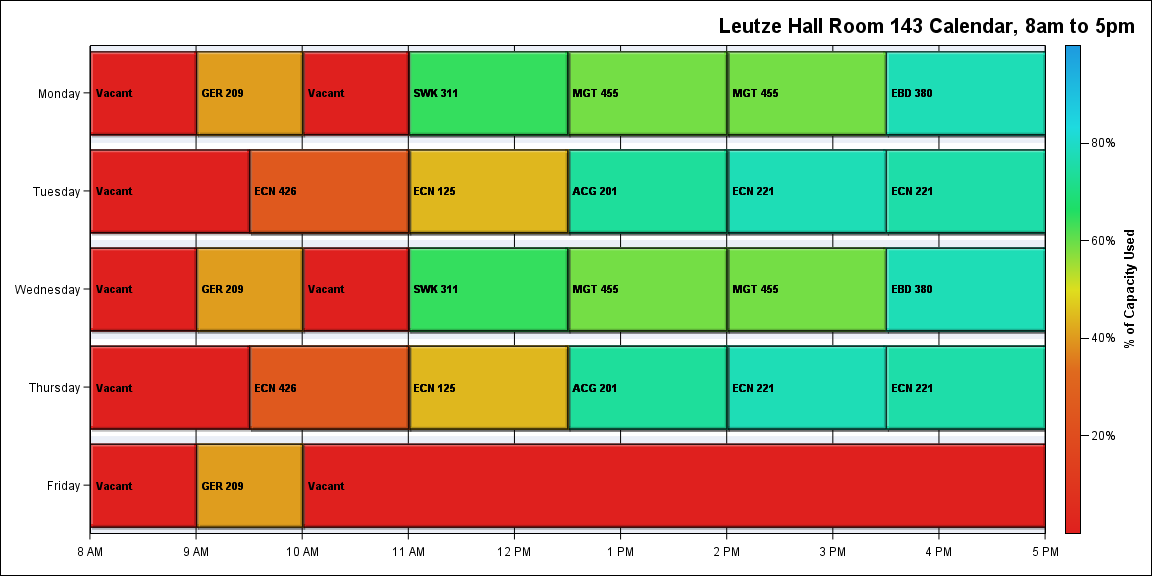 Leutze Hall Room 143 Calendar, 8am to 5pm
Monday
Vacant
GER 209
Vacant
SWK 311
MGT 455
MGT 455
EBD 380
Tuesday
Vacant
ECN 426
ECN 125
ACG 201
ECN 221
ECN 221
Wednesday
Vacant
GER 209
Vacant
SWK 311
MGT 455
MGT 455
EBD 380
Thursday
Vacant
ECN 426
ECN 125
ACG 201
ECN 221
ECN 221
Friday
Vacant
GER 209
Vacant
8 AM
9 AM
10 AM
11 AM
12 PM
1 PM
2 PM
3 PM
4 PM
5 PM
80%
60%
40%
20%
% of Capacity Used